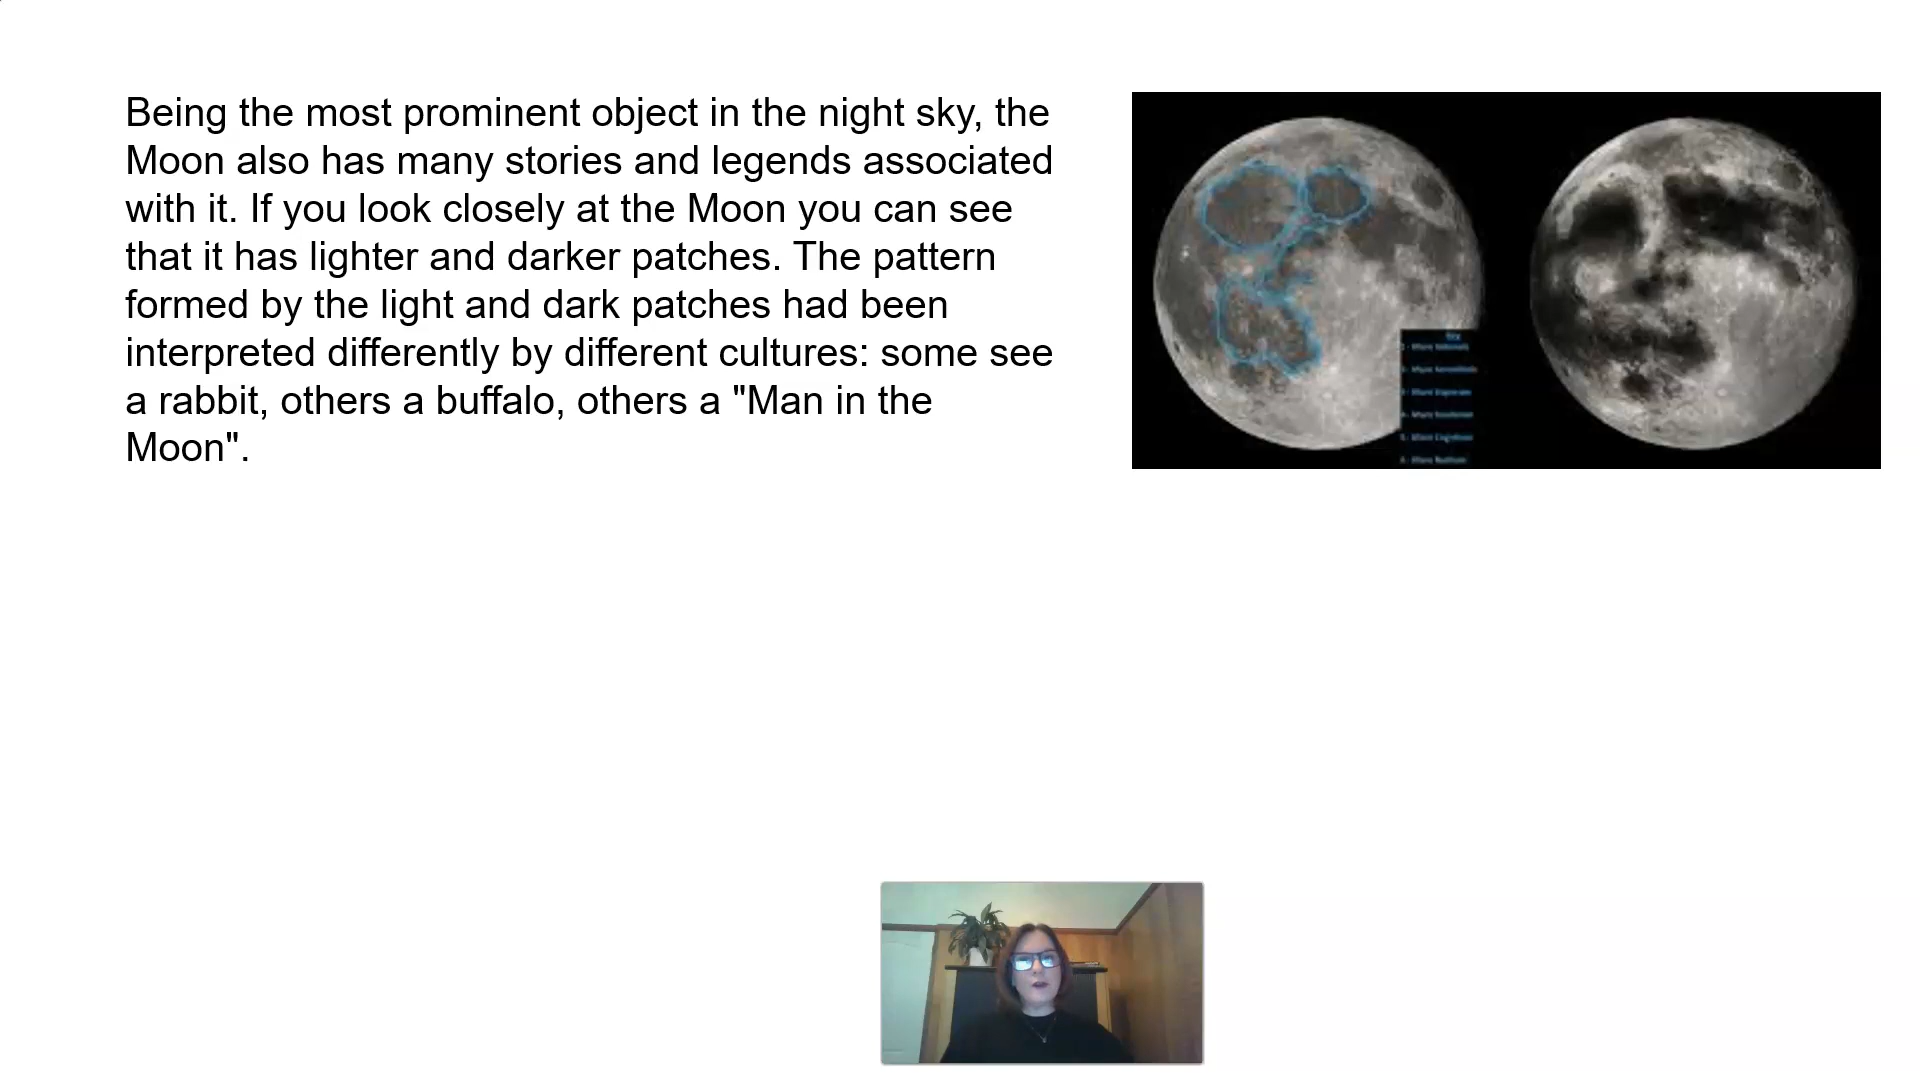 Being the most prominent object in the night sky, the
Moon also has many stories and legends associated
with it. If you look closely at the Moon you can see
that it has lighter and darker patches. The pattern
formed by the light and dark patches had been
interpreted differently by different cultures: some see
a rabbit, others a buffalo, others a "Man in the
Moon".